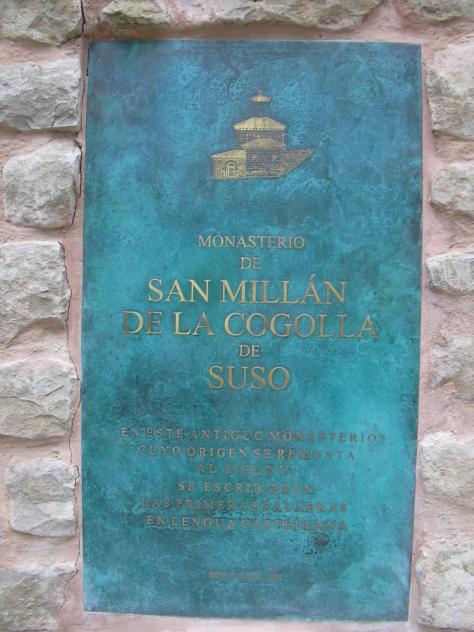 MONASTERIO
DE
SAN MILLÁN
DE LA COGOLLA
DE
SUSO
EN ESTE ANTIGUO MONASTERIO
CUYO ORIGEN SE REMONTA
AL SIGLO VI
SE ESCRIBIERON
LAS PRIMERAS PALABRAS
EN LENGUA CASTELLANA